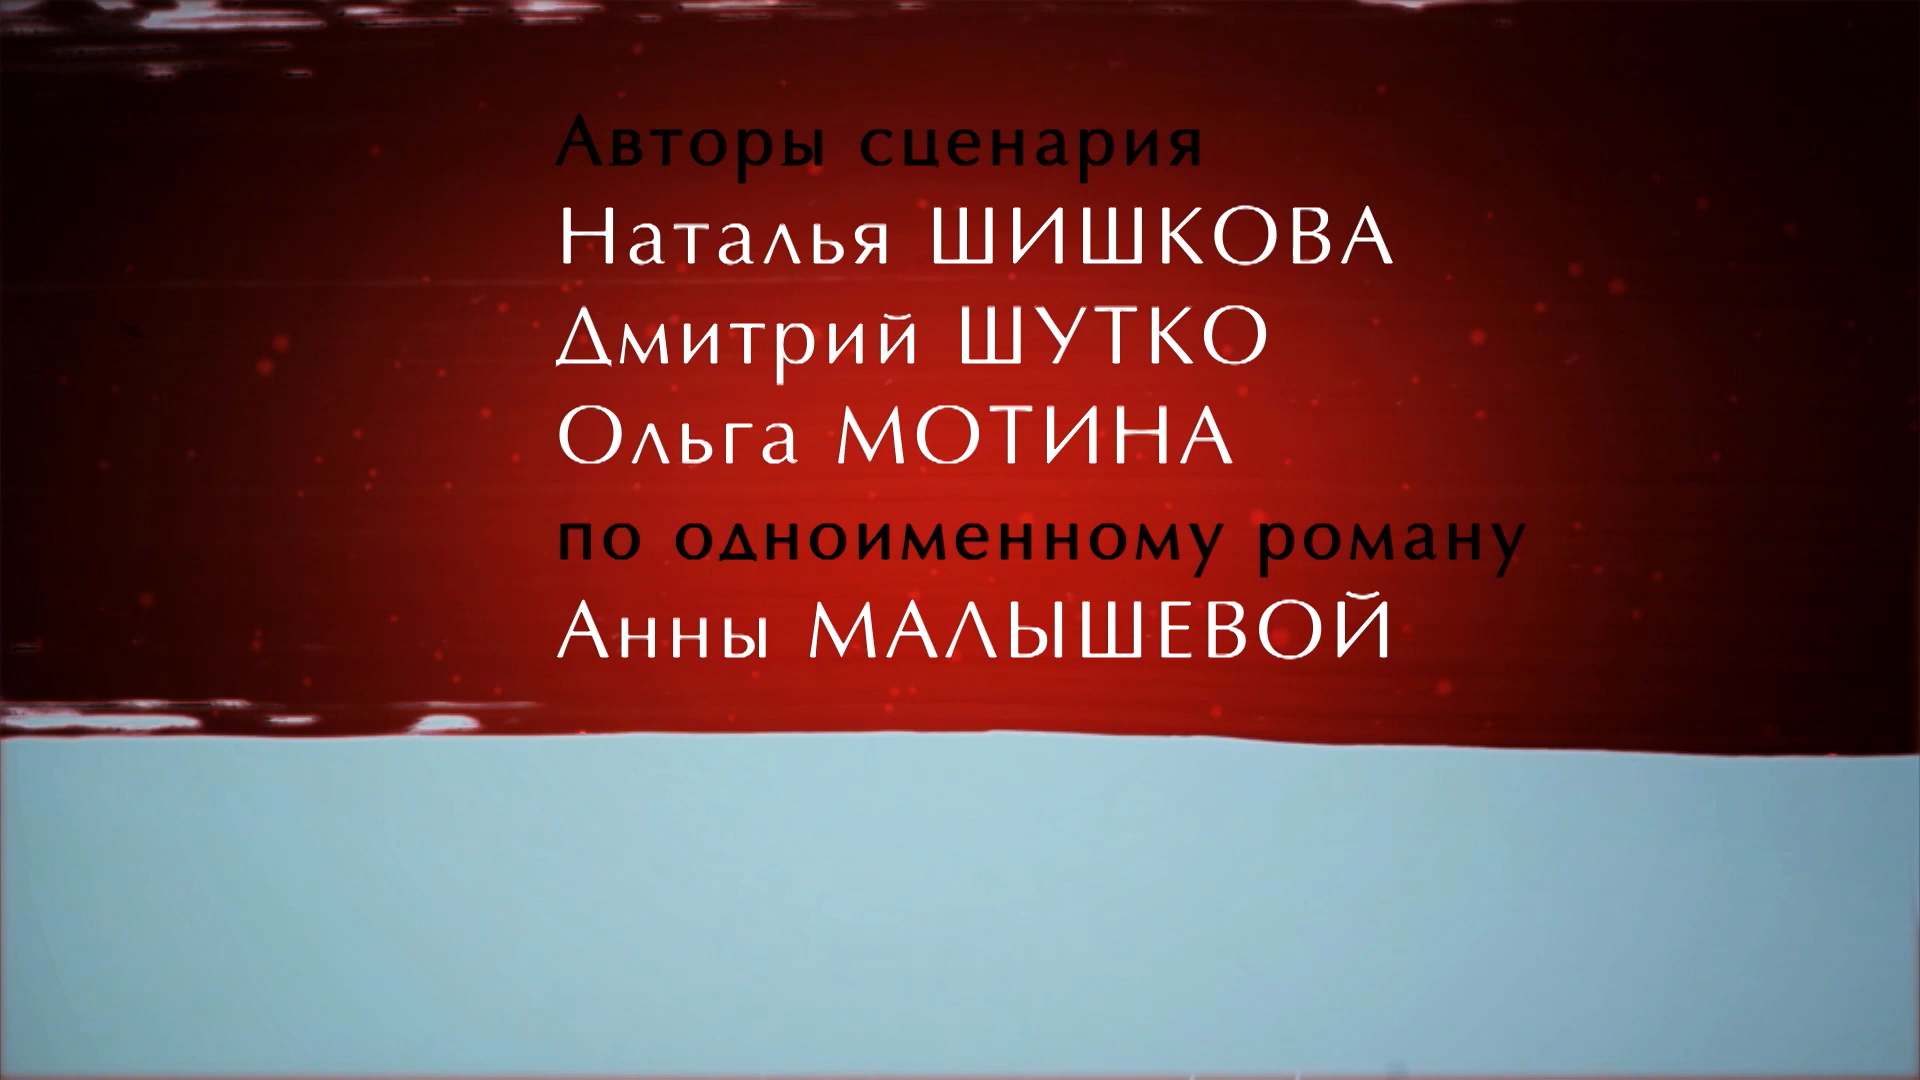 Авторы сценария
Наталья ШИШКОВА
Дмитрий ШУТКО
Ольга МОТИНА
по одноименному роману
Анны МАЛЫШЕВОЙ